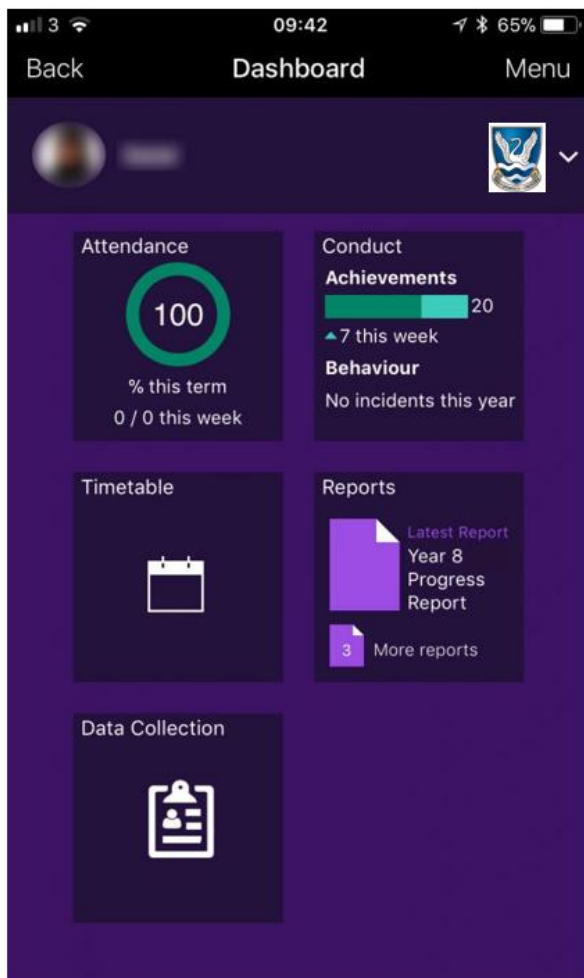 3 09:42 65%
Back Dashboard Menu
Attendance
100
% this term
0 / 0 this week
Conduct
Achievements
20
7 this week
Behaviour
No incidents this year
Timetable
Reports
Latest Report
Year 8
Progress
Report
3 More reports
Data Collection